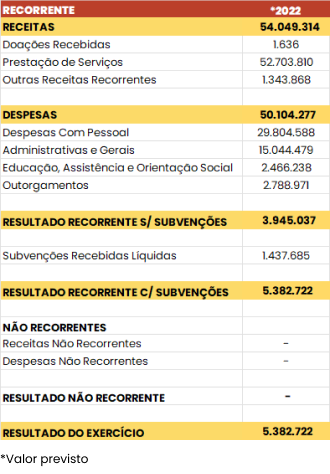 RECORRENTE *2022
RECEITAS 54.049.314
Doações Recebidas 1.636
Prestação de Serviços 52.703.810
Outras Receitas Recorrentes 1.343.868
DESPESAS 50.104.277
Despesas Com Pessoal 29.804.588
Administrativas e Gerais 15.044.479
Educação, Assistência e Orientação Social 2.466.238
Outorgamentos 2.788.971
RESULTADO RECORRENTE S/ SUBVENÇÕES 3.945.037
Subvenções Recebidas Líquidas 1.437.685
RESULTADO RECORRENTE C/ SUBVENÇÕES 5.382.722
NÃO RECORRENTES
Receitas Não Recorrentes -
Despesas Não Recorrentes -
RESULTADO NÃO RECORRENTE -
RESULTADO DO EXERCÍCIO 5.382.722
*Valor previsto